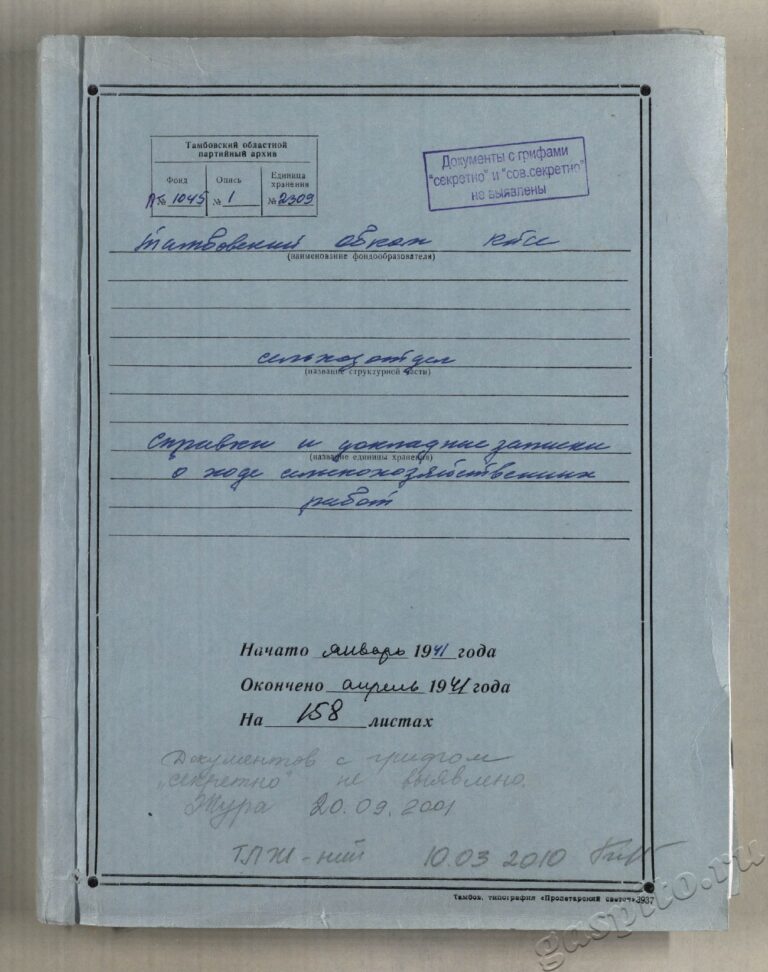 Тамбовский областной
партийный архив
Фонд
Опись
Единица
хранения
№ 1045
№ 1
№ 2309
Документы с грифами
"секретно" и "сов.секретно"
не выявлены
Тамбовский обком КПСС
(наименование фондообразователя)
сельхозотдел
(название структурной части)
Справки и докладные записки
(название единицы хранения)
о ходе сельскохозяйственных
работ
Начато январь 1941 года
Окончено апрель 1941 года
На 158 листах
Документов с грифом
„секретно" не выявлено.
20.09.2001
10.03 2010
Тамбов, типография «Пролетарский светоч» 3937
gaspito.ru